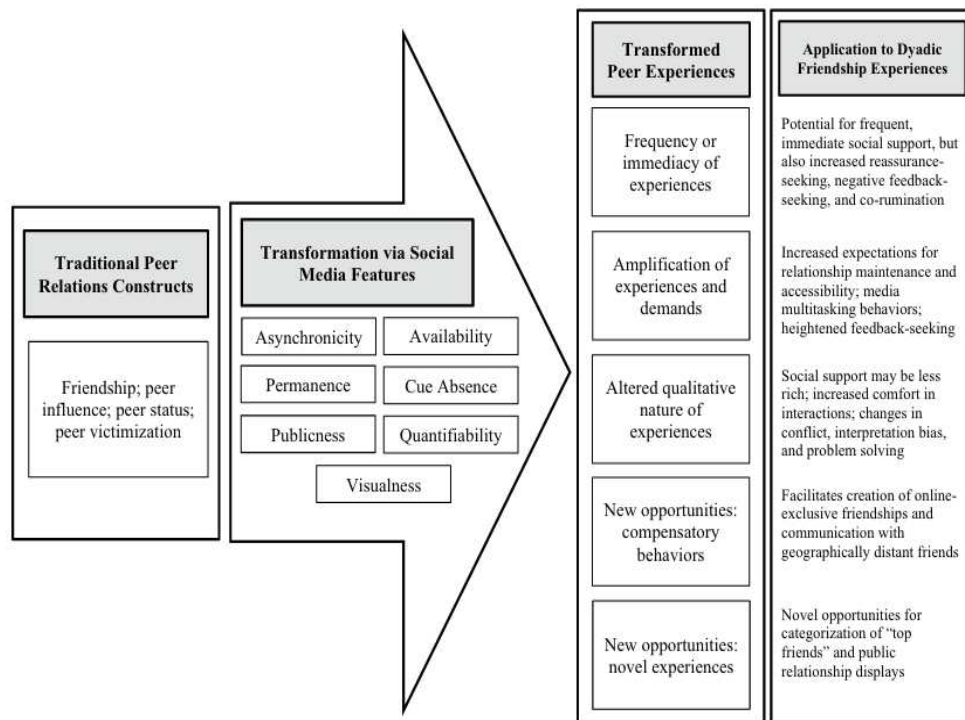 Traditional Peer
Relations Constructs
Friendship; peer
influence; peer status;
peer victimization
Transformation via Social
Media Features
Asynchronicity
Availability
Permanence
Cue Absence
Publicness
Quantifiability
Visualness
Transformed
Peer Experiences
Frequency or
immediacy of
experiences
Amplification of
experiences and
demands
Altered qualitative
nature of
experiences
New opportunities:
compensatory
behaviors
New opportunities:
novel experiences
Application to Dyadic
Friendship Experiences
Potential for frequent,
immediate social support, but
also increased reassurance-
seeking, negative feedback-
seeking, and co-rumination
Increased expectations for
relationship maintenance and
accessibility; media
multitasking behaviors;
heightened feedback-seeking
Social support may be less
rich; increased comfort in
interactions; changes in
conflict, interpretation bias,
and problem solving
Facilitates creation of online-
exclusive friendships and
communication with
geographically distant friends
Novel opportunities for
categorization of “top
friends” and public
relationship displays